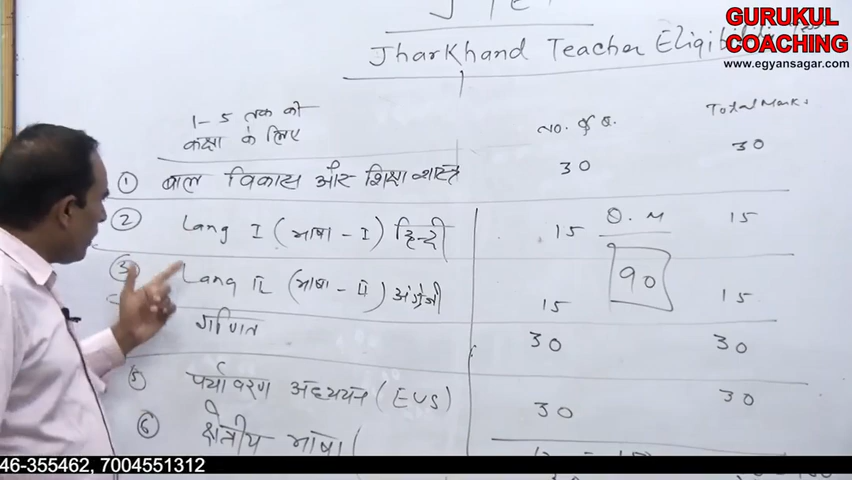 GURUKUL
COACHING
www.egyansagar.com
Jharkhand Teacher Eligibility
1-5 तक की
कक्षा के लिए
No. of Q.
Total Marks
30
① बाल विकास और शिक्षाशास्त्र 30
② Lang I (भाषा - I) हिन्दी 15 15
O. M
90
③ Lang II (भाषा - II) अंग्रेजी 15 15
गणित 30 30
⑤ पर्यावरण अध्ययन (EVS) 30 30
⑥ क्षेत्रीय भाषा (
46-355462, 7004551312